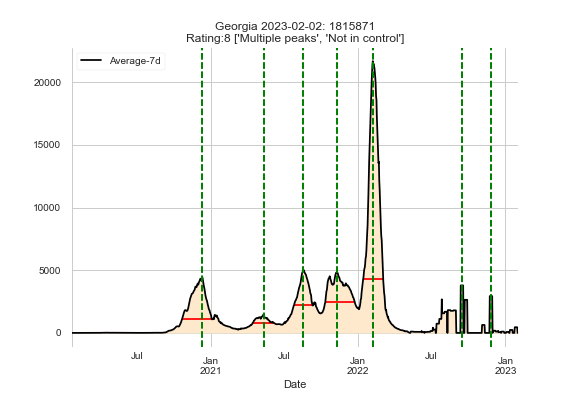 Georgia 2023-02-02: 1815871
Rating:8 ['Multiple peaks', 'Not in control']
Average-7d
20000
15000
10000
5000
0
Jul
Jan
2021
Jul
Jan
2022
Jul
Jan
2023
Date